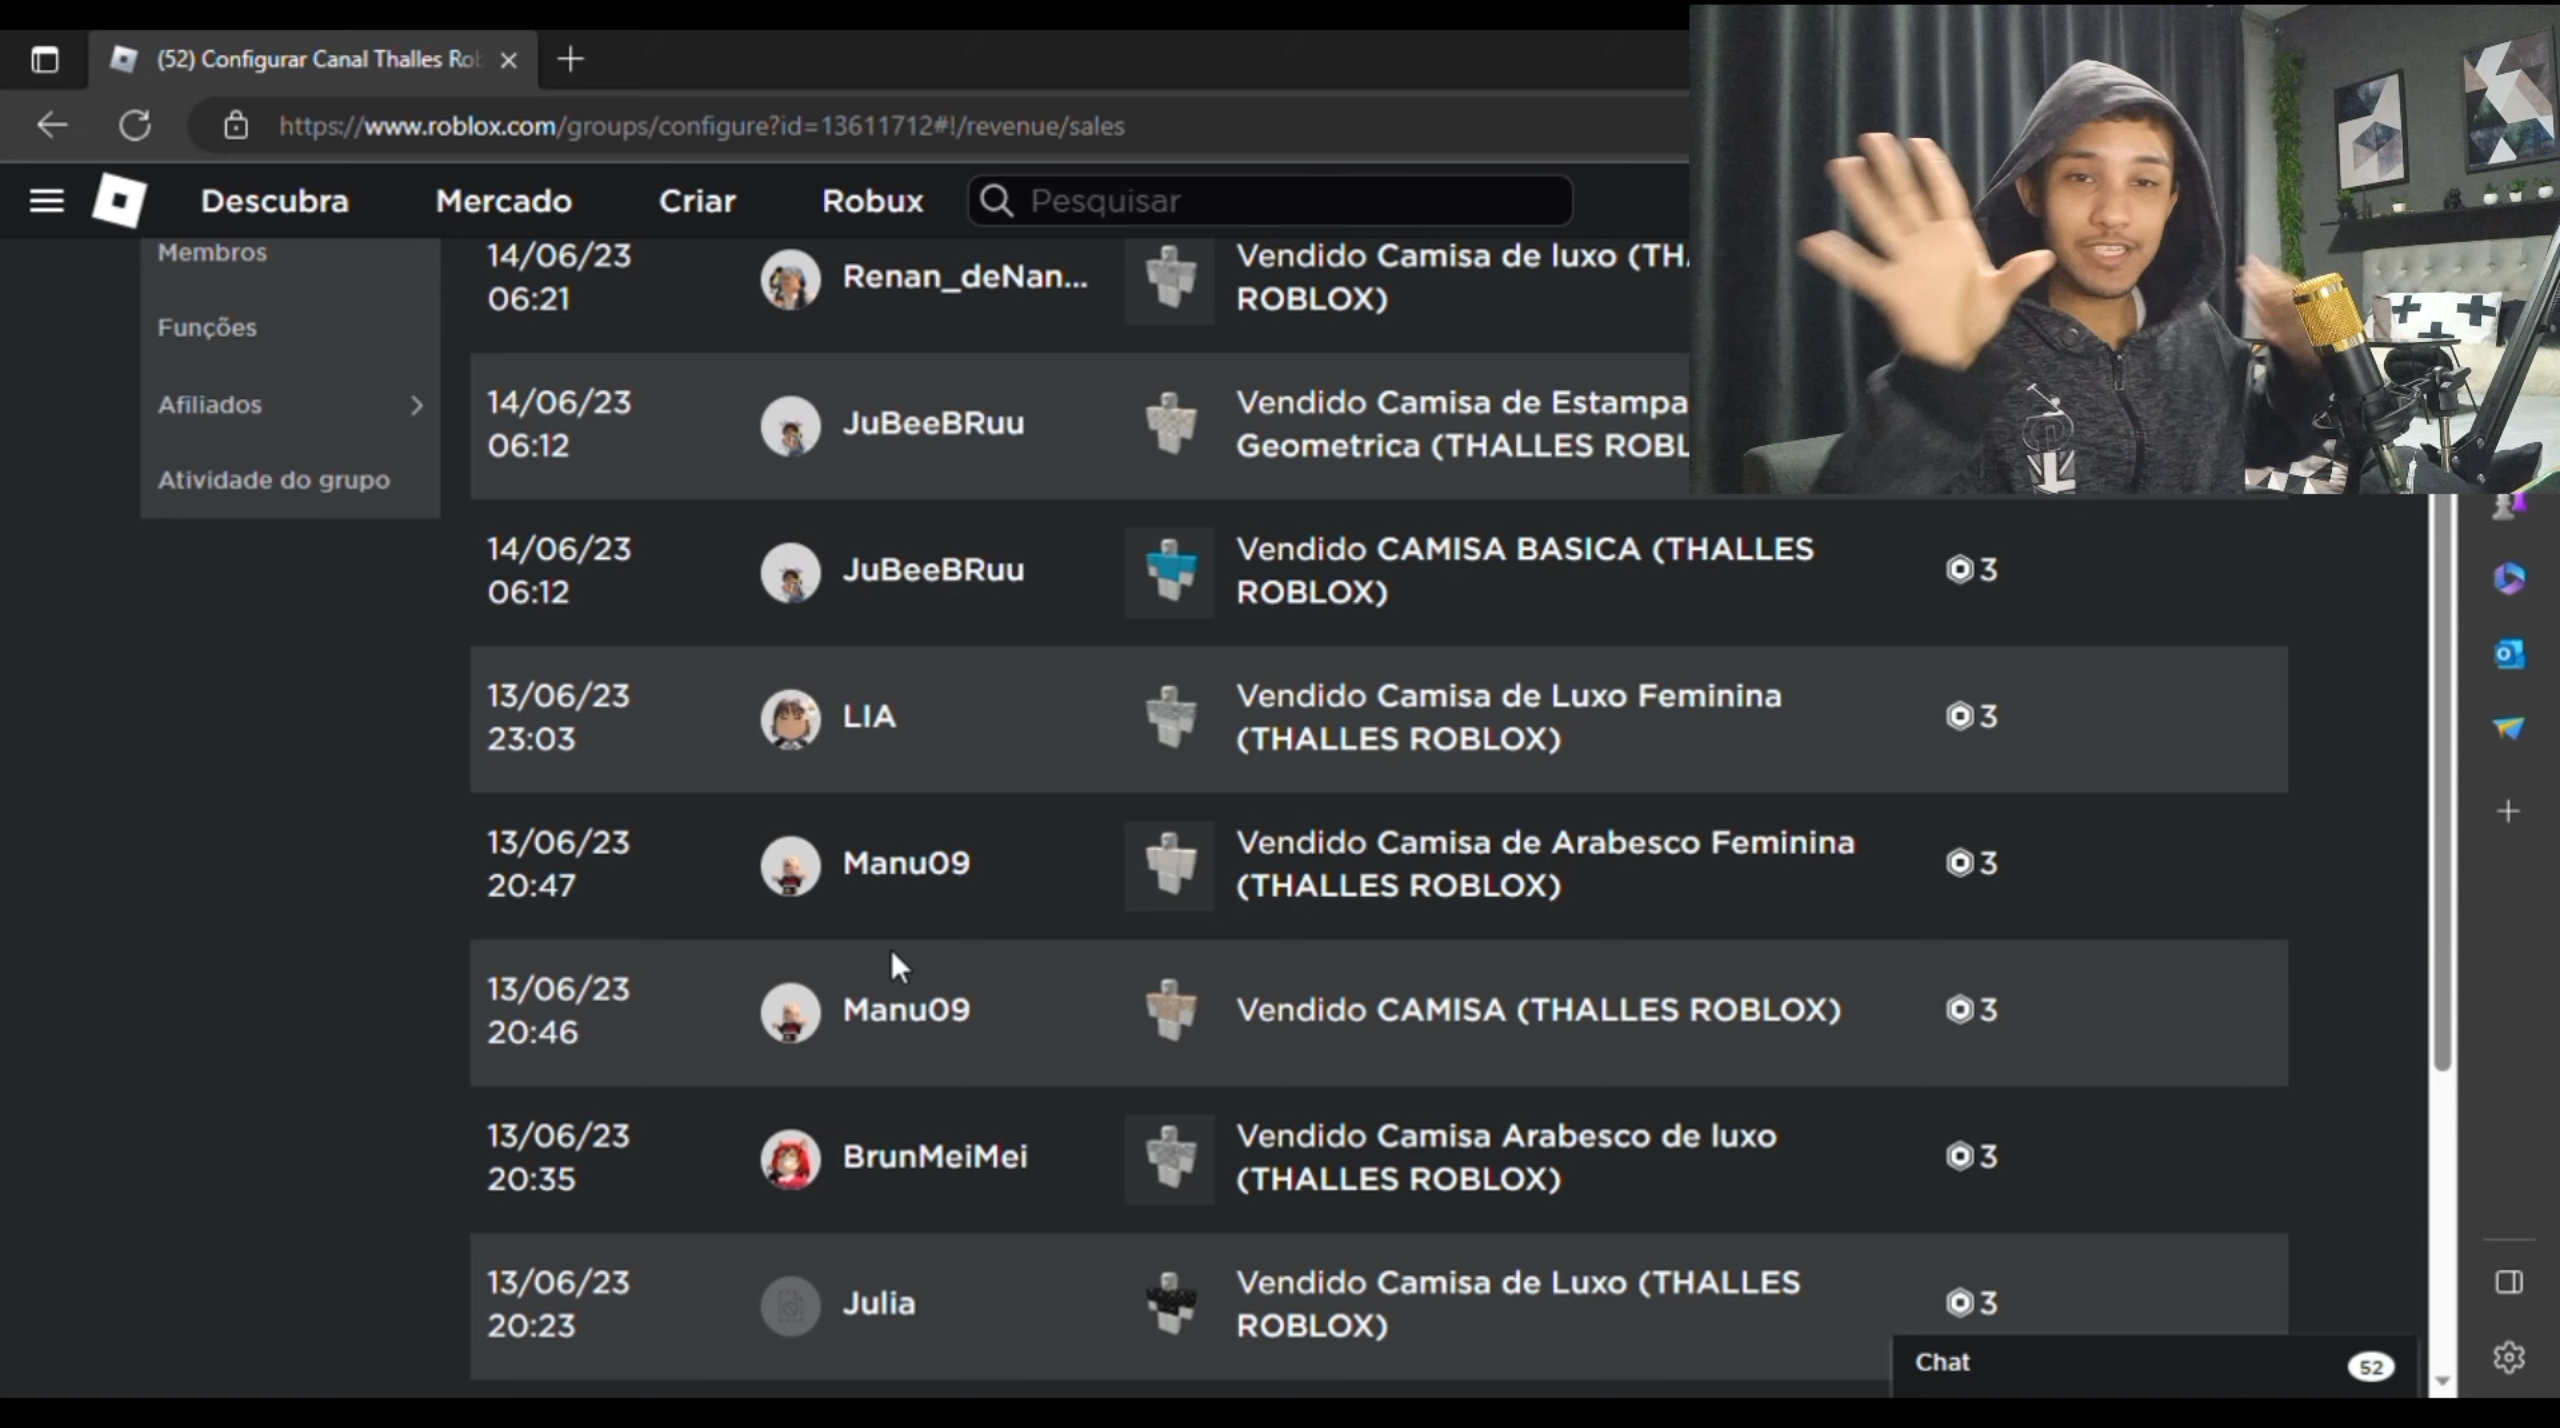 (52) Configurar Canal Thalles Rob
https://www.roblox.com/groups/configure?id=13611712#!/revenue/sales
Descubra Mercado Criar Robux Pesquisar
Membros
Funções
Afiliados
Atividade do grupo
14/06/23
06:21
Renan_deNan...
Vendido Camisa de luxo (TH
ROBLOX)
14/06/23
06:12
JuBeeBRuu
Vendido Camisa de Estampa
Geometrica (THALLES ROBL
14/06/23
06:12
JuBeeBRuu
Vendido CAMISA BASICA (THALLES
ROBLOX)
3
13/06/23
23:03
LIA
Vendido Camisa de Luxo Feminina
(THALLES ROBLOX)
3
13/06/23
20:47
Manu09
Vendido Camisa de Arabesco Feminina
(THALLES ROBLOX)
3
13/06/23
20:46
Manu09
Vendido CAMISA (THALLES ROBLOX)
3
13/06/23
20:35
BrunMeiMei
Vendido Camisa Arabesco de luxo
(THALLES ROBLOX)
3
13/06/23
20:23
Julia
Vendido Camisa de Luxo (THALLES
ROBLOX)
3
Chat 52